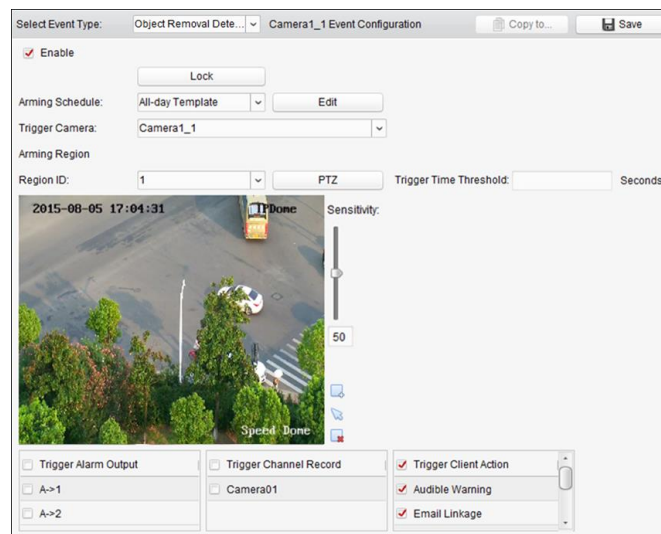 Select Event Type: Object Removal Dete... Camera1_1 Event Configuration Copy to... Save
Enable
Lock
Arming Schedule: All-day Template Edit
Trigger Camera: Camera1_1
Arming Region
Region ID: 1 PTZ Trigger Time Threshold: Seconds
2015-08-05 17:04:31 IPDome Sensitivity:
50
Speed Dome
Trigger Alarm Output Trigger Channel Record Trigger Client Action
A->1 Camera01 Audible Warning
A->2 Email Linkage